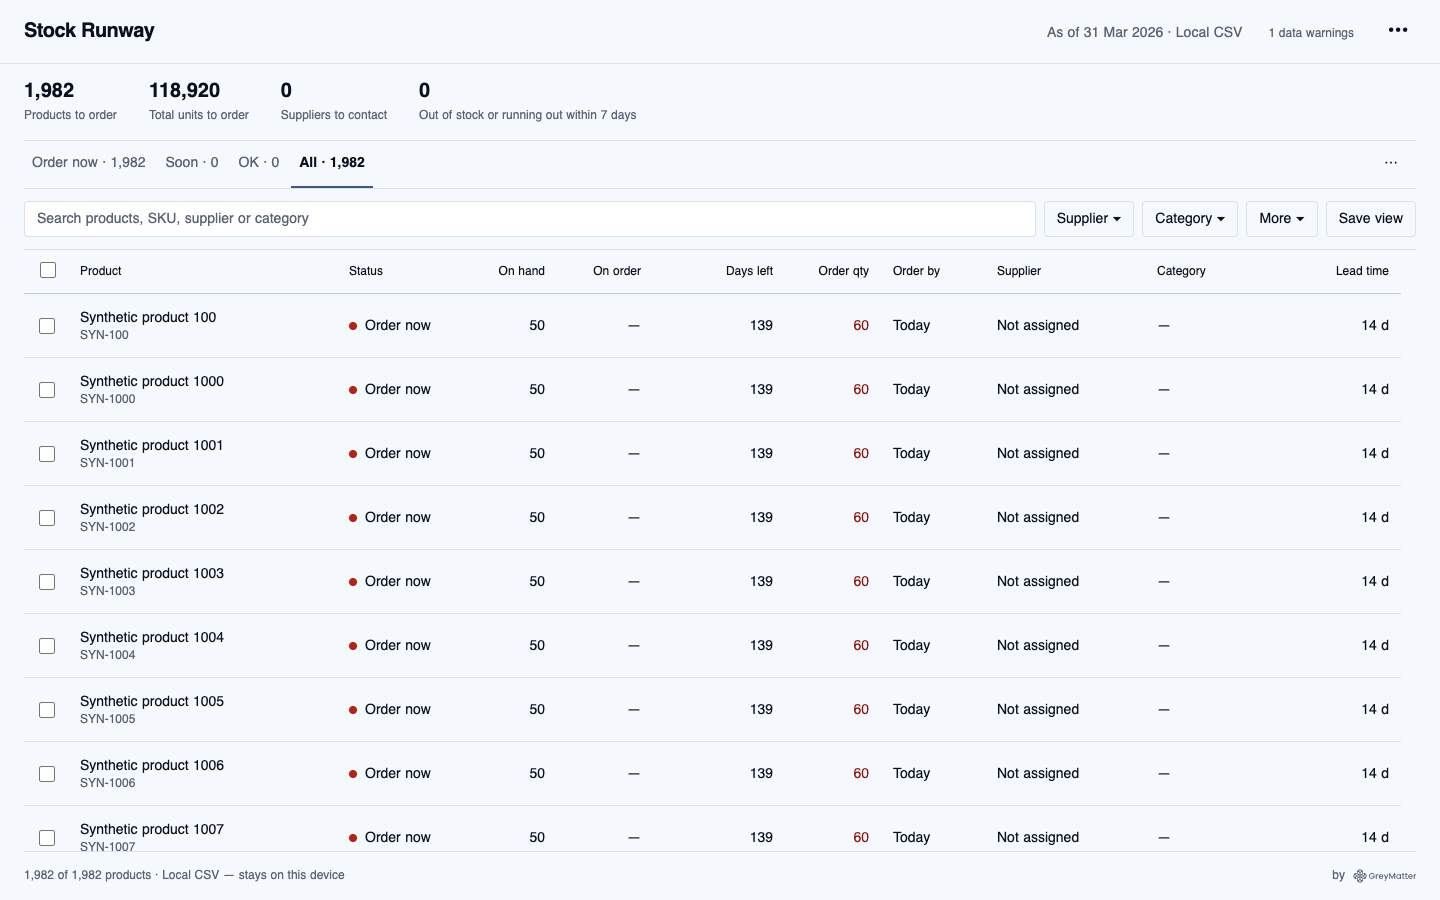 Stock Runway
As of 31 Mar 2026 · Local CSV
1 data warnings
•••
1,982
118,920
0
0
Products to order
Total units to order
Suppliers to contact
Out of stock or running out within 7 days
Order now · 1,982
Soon · 0
OK · 0
All · 1,982
...
Search products, SKU, supplier or category
Supplier
Category
More
Save view
Product Status On hand On order Days left Order qty Order by Supplier Category Lead time
Synthetic product 100
SYN-100
Order now 50 — 139 60 Today Not assigned — 14 d
Synthetic product 1000
SYN-1000
Order now 50 — 139 60 Today Not assigned — 14 d
Synthetic product 1001
SYN-1001
Order now 50 — 139 60 Today Not assigned — 14 d
Synthetic product 1002
SYN-1002
Order now 50 — 139 60 Today Not assigned — 14 d
Synthetic product 1003
SYN-1003
Order now 50 — 139 60 Today Not assigned — 14 d
Synthetic product 1004
SYN-1004
Order now 50 — 139 60 Today Not assigned — 14 d
Synthetic product 1005
SYN-1005
Order now 50 — 139 60 Today Not assigned — 14 d
Synthetic product 1006
SYN-1006
Order now 50 — 139 60 Today Not assigned — 14 d
Synthetic product 1007
SYN-1007
Order now 50 — 139 60 Today Not assigned — 14 d
1,982 of 1,982 products · Local CSV — stays on this device
by GreyMatter